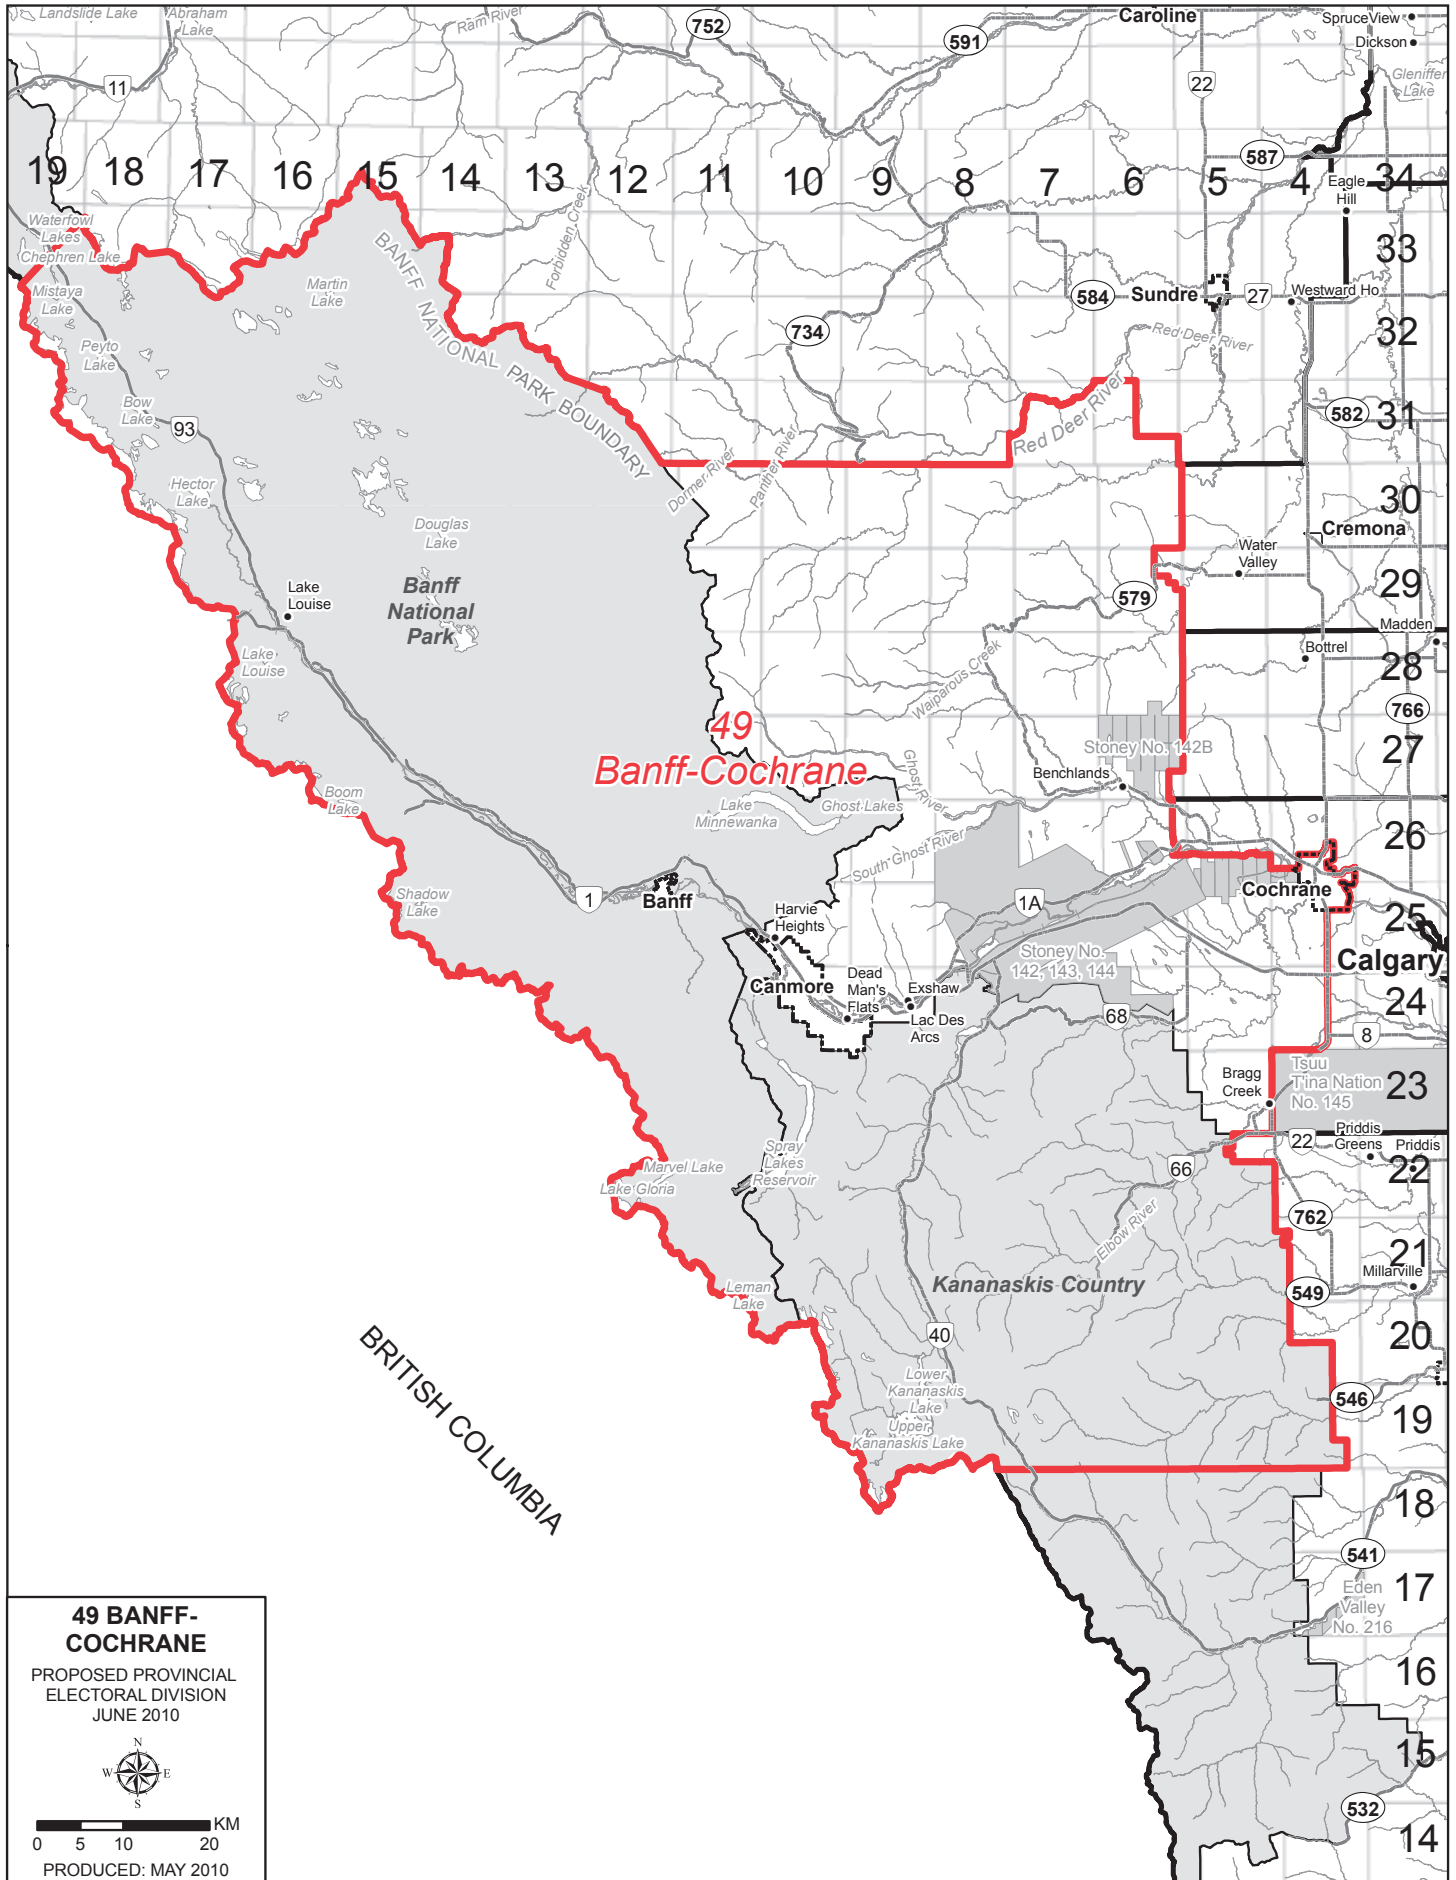 Landslide Lake
Abraham
Lake
Ram River
752
591
Caroline
SpruceView
Dickson
11
22
Gleniffer
Lake
587
19
18
17
16
15
14
13
12
11
10
9
8
7
6
5
4
34
Eagle
Hill
Waterfowl
Lakes
Chephren Lake
Mistaya
Lake
Martin
Lake
BANFF NATIONAL PARK BOUNDARY
Forbidden Creek
33
584
Sundre
27
Westward Ho
734
Red Deer River
32
Peyto
Lake
Bow
Lake
93
Red Deer River
582
31
Hector
Lake
Dormer River
Panther River
30
Douglas
Lake
Cremona
Water
Valley
Lake
Louise
Banff
National
Park
579
29
Madden
Bottrel
28
Lake
Louise
Waiparous Creek
766
49
Banff-Cochrane
Stoney No. 142B
27
Benchlands
Ghost River
Boom
Lake
Lake
Minnewanka
Ghost Lakes
26
South Ghost River
Shadow
Lake
1
Banff
1A
Cochrane
Harvie
Heights
25
Stoney No.
142, 143, 144
Calgary
Canmore
Dead
Man's
Flats
Exshaw
Lac Des
Arcs
68
24
8
Bragg
Creek
Tsuu
T'ina Nation
No. 145
23
22
Priddis
Greens
Priddis
Spray
Lakes
Reservoir
Marvel Lake
Lake Gloria
66
22
Elbow River
762
21
Millarville
Kananaskis Country
549
Leman
Lake
40
20
BRITISH COLUMBIA
Lower
Kananaskis
Lake
Upper
Kananaskis Lake
546
19
18
541
Eden
Valley
No. 216
17
16
15
532
14
49 BANFF-
COCHRANE
PROPOSED PROVINCIAL
ELECTORAL DIVISION
JUNE 2010
N
W E
S
KM
0 5 10 20
PRODUCED: MAY 2010